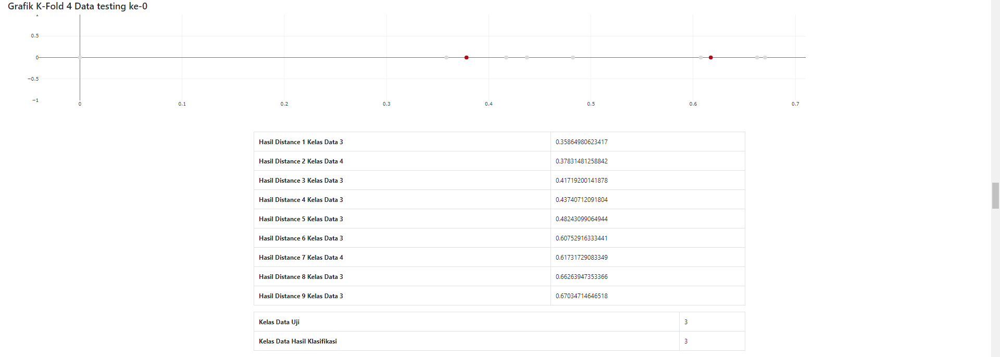 Grafik K-Fold 4 Data testing ke-0
1
0.5
0
−0.5
−1
0 0.1 0.2 0.3 0.4 0.5 0.6 0.7
Hasil Distance 1 Kelas Data 3 0.35864980623417
Hasil Distance 2 Kelas Data 4 0.37831481258842
Hasil Distance 3 Kelas Data 3 0.41719200141878
Hasil Distance 4 Kelas Data 3 0.43740712091804
Hasil Distance 5 Kelas Data 3 0.48243099064944
Hasil Distance 6 Kelas Data 3 0.60752916333441
Hasil Distance 7 Kelas Data 4 0.61731729083349
Hasil Distance 8 Kelas Data 3 0.66263947353366
Hasil Distance 9 Kelas Data 3 0.67034714646518
Kelas Data Uji 3
Kelas Data Hasil Klasifikasi 3